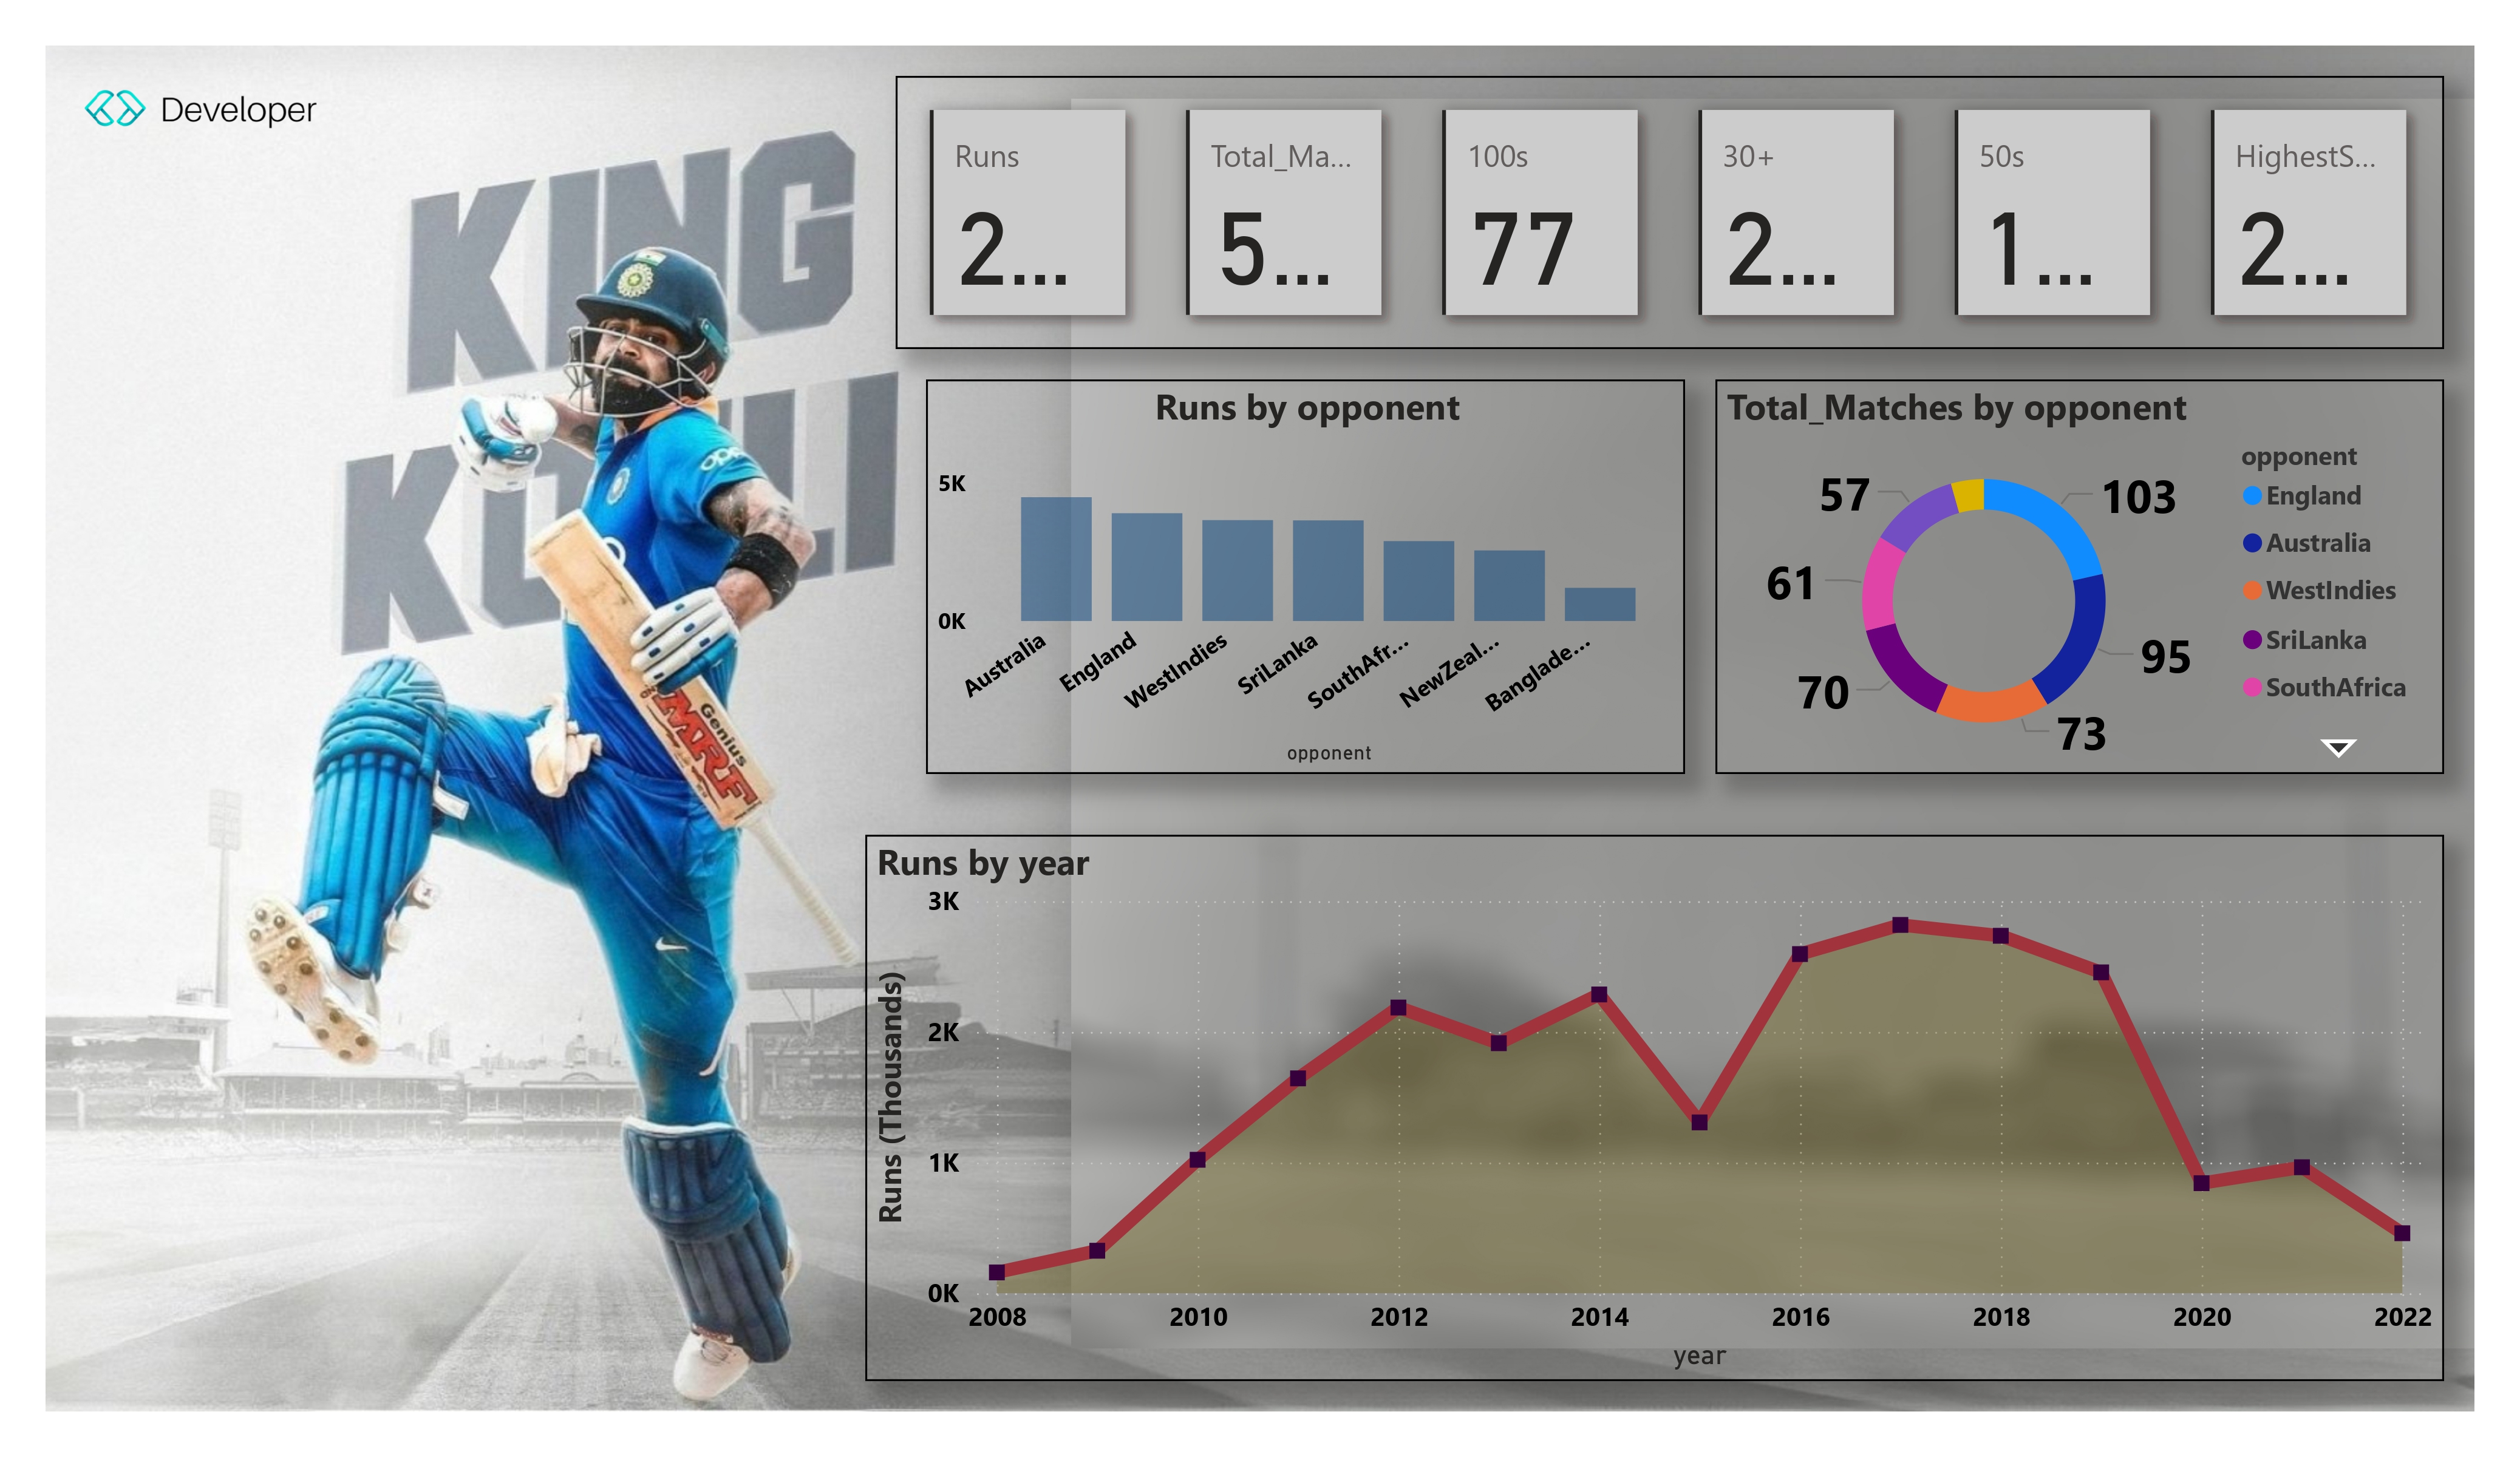 Developer
KING
KOHLI
Runs
2...
Total_Ma...
5...
100s
77
30+
2...
50s
1...
HighestS...
2...
Runs by opponent
5K
0K
Australia
England
WestIndies
SriLanka
SouthAfr...
NewZeal...
Banglade...
opponent
Total_Matches by opponent
57
103
61
95
70
73
opponent
England
Australia
WestIndies
SriLanka
SouthAfrica
oppo
Genius
MRF
Runs by year
Runs (Thousands)
3K
2K
1K
0K
2008 2010 2012 2014 2016 2018 2020 2022
year